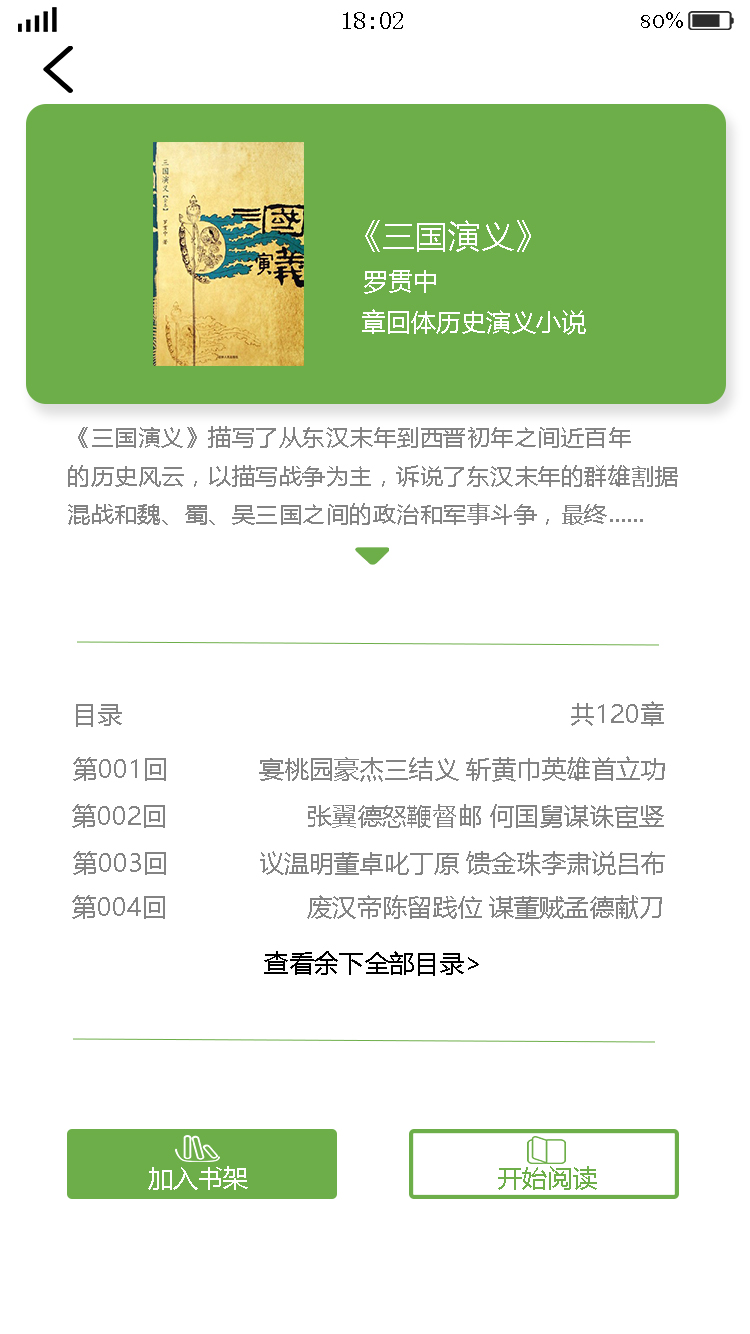 18:02
80%
三国演义
罗贯中 著
三國
演義
《三国演义》
罗贯中
章回体历史演义小说
《三国演义》描写了从东汉末年到西晋初年之间近百年
的历史风云，以描写战争为主，诉说了东汉末年的群雄割据
混战和魏、蜀、吴三国之间的政治和军事斗争，最终......
目录 共120章
第001回 宴桃园豪杰三结义 斩黄巾英雄首立功
第002回 张翼德怒鞭督邮 何国舅谋诛宦竖
第003回 议温明董卓叱丁原 馈金珠李肃说吕布
第004回 废汉帝陈留践位 谋董贼孟德献刀
查看余下全部目录>
加入书架
开始阅读